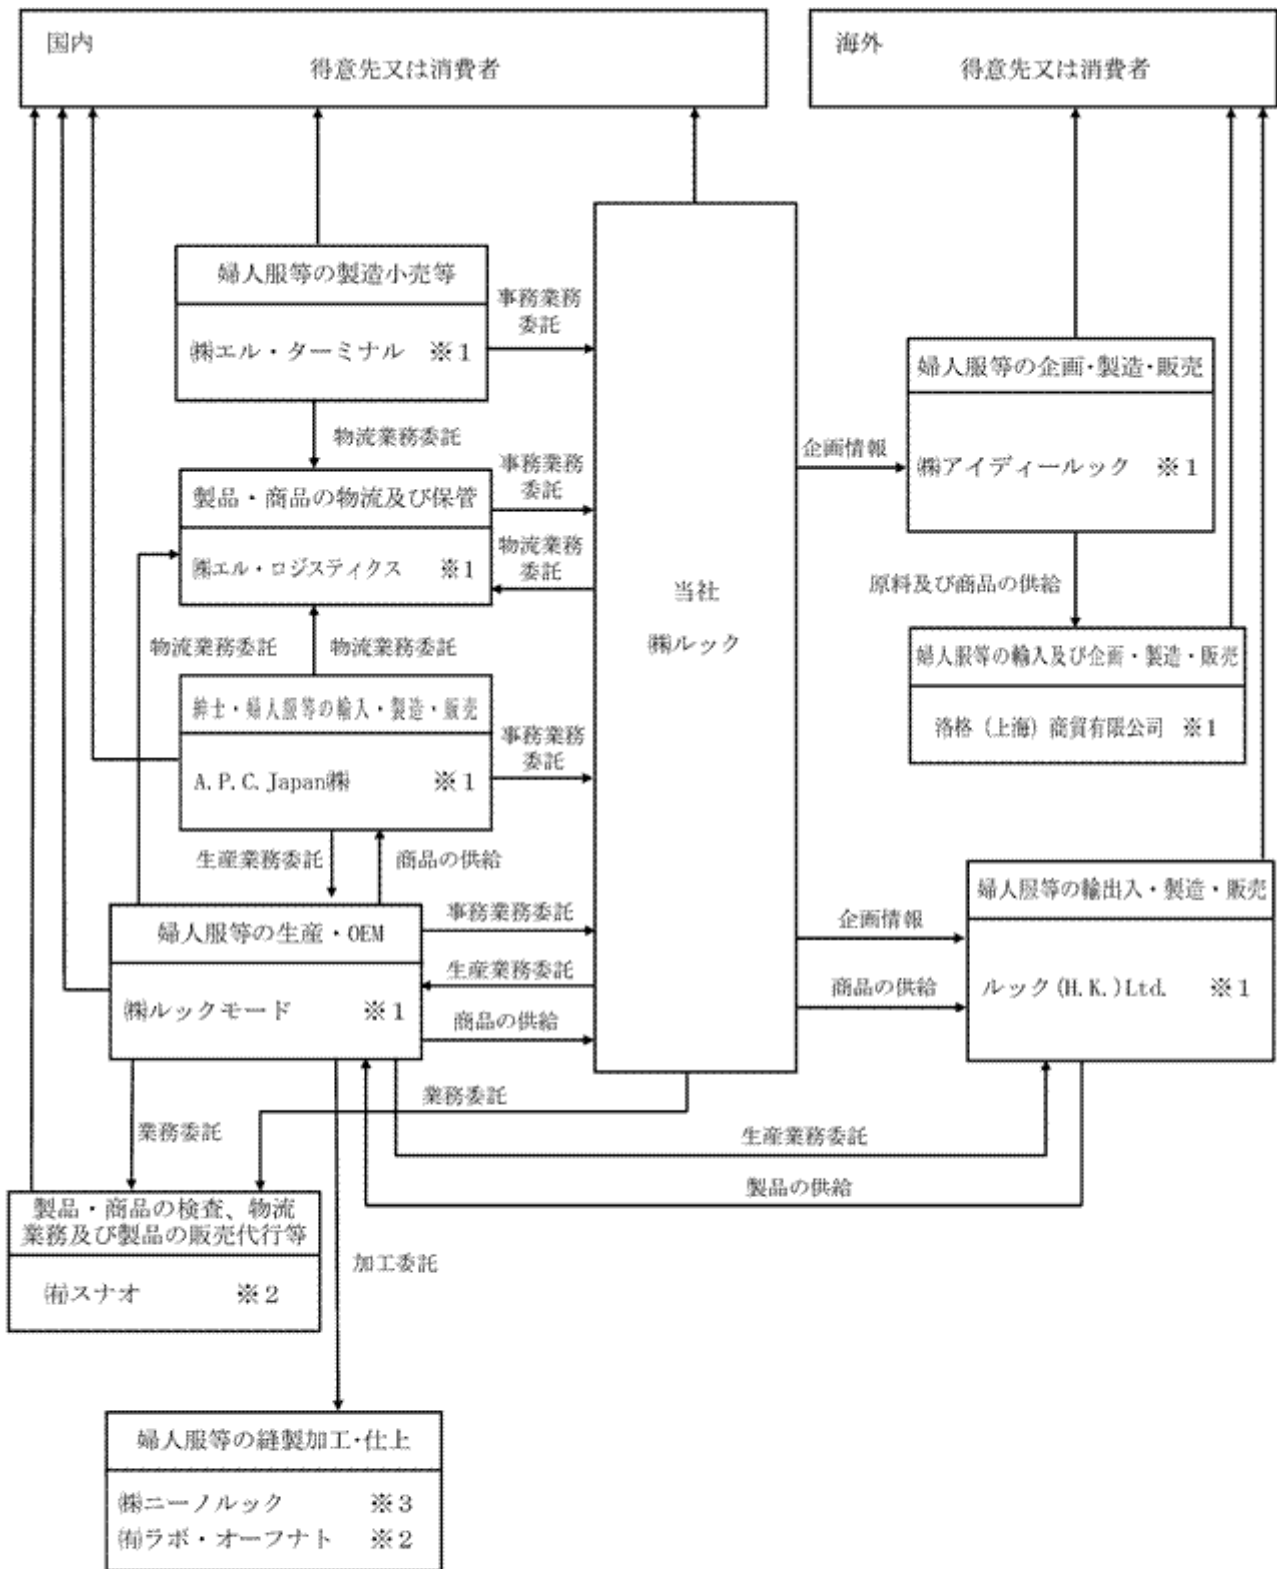 国内
得意先又は消費者
海外
得意先又は消費者
婦人服等の製造小売等
㈱エル・ターミナル ※1
事務業務
委託
物流業務委託
製品・商品の物流及び保管
㈱エル・ロジスティクス ※1
事務業務
委託
物流業務
委託
物流業務委託
物流業務委託
紳士・婦人服等の輸入・製造・販売
A.P.C.Japan㈱ ※1
事務業務
委託
生産業務委託
商品の供給
婦人服等の生産・OEM
㈱ルックモード ※1
事務業務委託
生産業務委託
商品の供給
当社
㈱ルック
企画情報
婦人服等の企画・製造・販売
㈱アイディールック ※1
原料及び商品の供給
婦人服等の輸入及び企画・製造・販売
洛格（上海）商貿有限公司 ※1
企画情報
商品の供給
婦人服等の輸出入・製造・販売
ルック(H.K.)Ltd. ※1
業務委託
業務委託
生産業務委託
製品の供給
製品・商品の検査、物流
業務及び製品の販売代行等
㈲スナオ ※2
加工委託
婦人服等の縫製加工・仕上
㈱ニーノルック ※3
㈲ラボ・オーフナト ※2